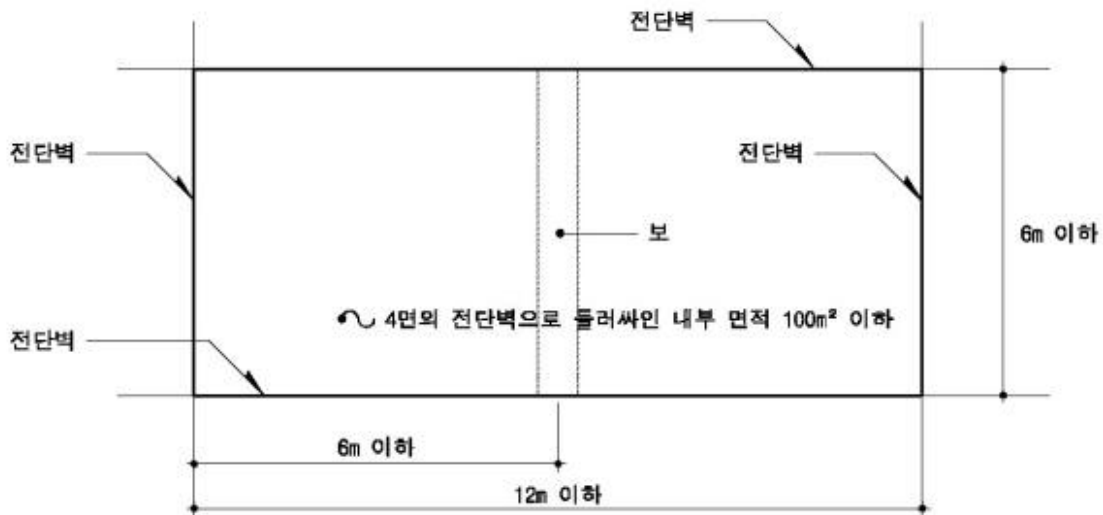 전단벽
전단벽
전단벽
보
6m 이하
4면의 전단벽으로 둘러싸인 내부 면적 100m² 이하
전단벽
6m 이하
12m 이하